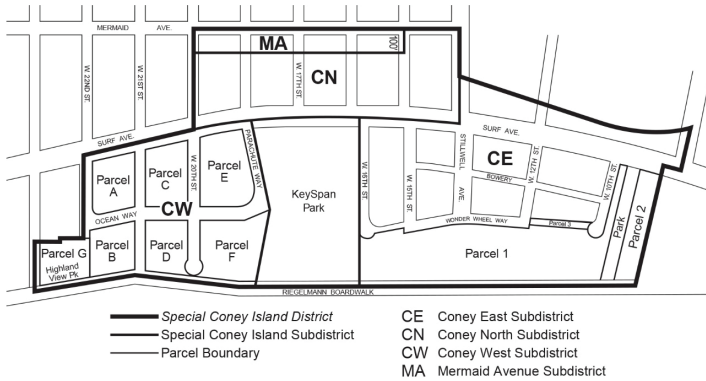 MERMAID AVE.
MA
100'
CN
W. 22ND ST.
W. 21ST ST.
W. 17TH ST.
SURF AVE.
SURF AVE.
PARACHUTE WAY
W. 20TH ST.
Parcel
A
Parcel
C
Parcel
E
CW
OCEAN WAY
KeySpan
Park
W. 16TH ST.
W. 15TH ST.
STILLWELL
AVE.
CE
BOWERY
W. 12TH ST.
W. 10TH ST.
WONDER WHEEL WAY
Parcel 3
Park
Parcel 2
Parcel 1
Parcel G
Highland
View Pk
Parcel
B
Parcel
D
Parcel
F
RIEGELMANN BOARDWALK
Special Coney Island District
Special Coney Island Subdistrict
Parcel Boundary
CE Coney East Subdistrict
CN Coney North Subdistrict
CW Coney West Subdistrict
MA Mermaid Avenue Subdistrict